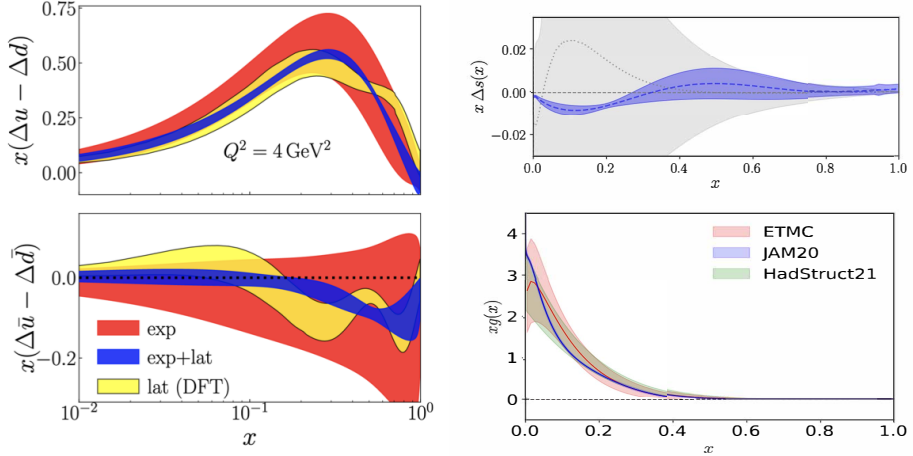 0.75
0.50
0.25
0.00
x(Δu − Δd)
Q² = 4 GeV²
0.0
−0.2
x(Δū − Δd̄)
exp
exp+lat
lat (DFT)
10⁻²
10⁻¹
10⁰
x
0.02
0.00
−0.02
x Δs(x)
0.0 0.2 0.4 0.6 0.8 1.0
x
4
3
2
1
0
xg(x)
ETMC
JAM20
HadStruct21
0.0 0.2 0.4 0.6 0.8 1.0
x